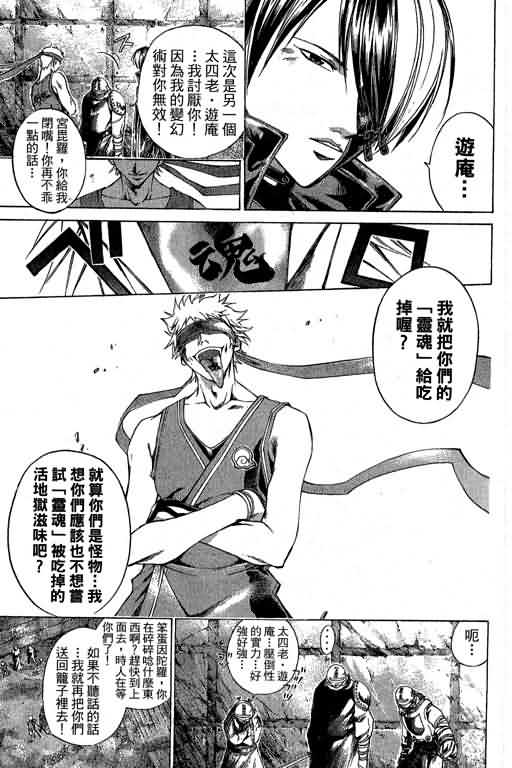 遊庵⋯
這次是另一個
太四老·遊庵
⋯我討厭你！
因為我的變幻
術對你無效！
宮毘羅，你給我
閉嘴！你再不乖
一點的話⋯
魂
我就把你們的
「靈魂」給吃
掉喔？
就算你們是怪物⋯我
想你們應該也不想嘗
試「靈魂」被吃掉的
活地獄滋味吧？
呃⋯
⋯
太四老·遊
庵⋯壓倒性
的實力⋯好
強好強⋯
笨蛋因陀羅，你
在碎碎唸什麼東
西啊？趕快到上
面去，時人在等
你們了！
如果不聽話的話
⋯我就再把你們
送回籠子裡去！